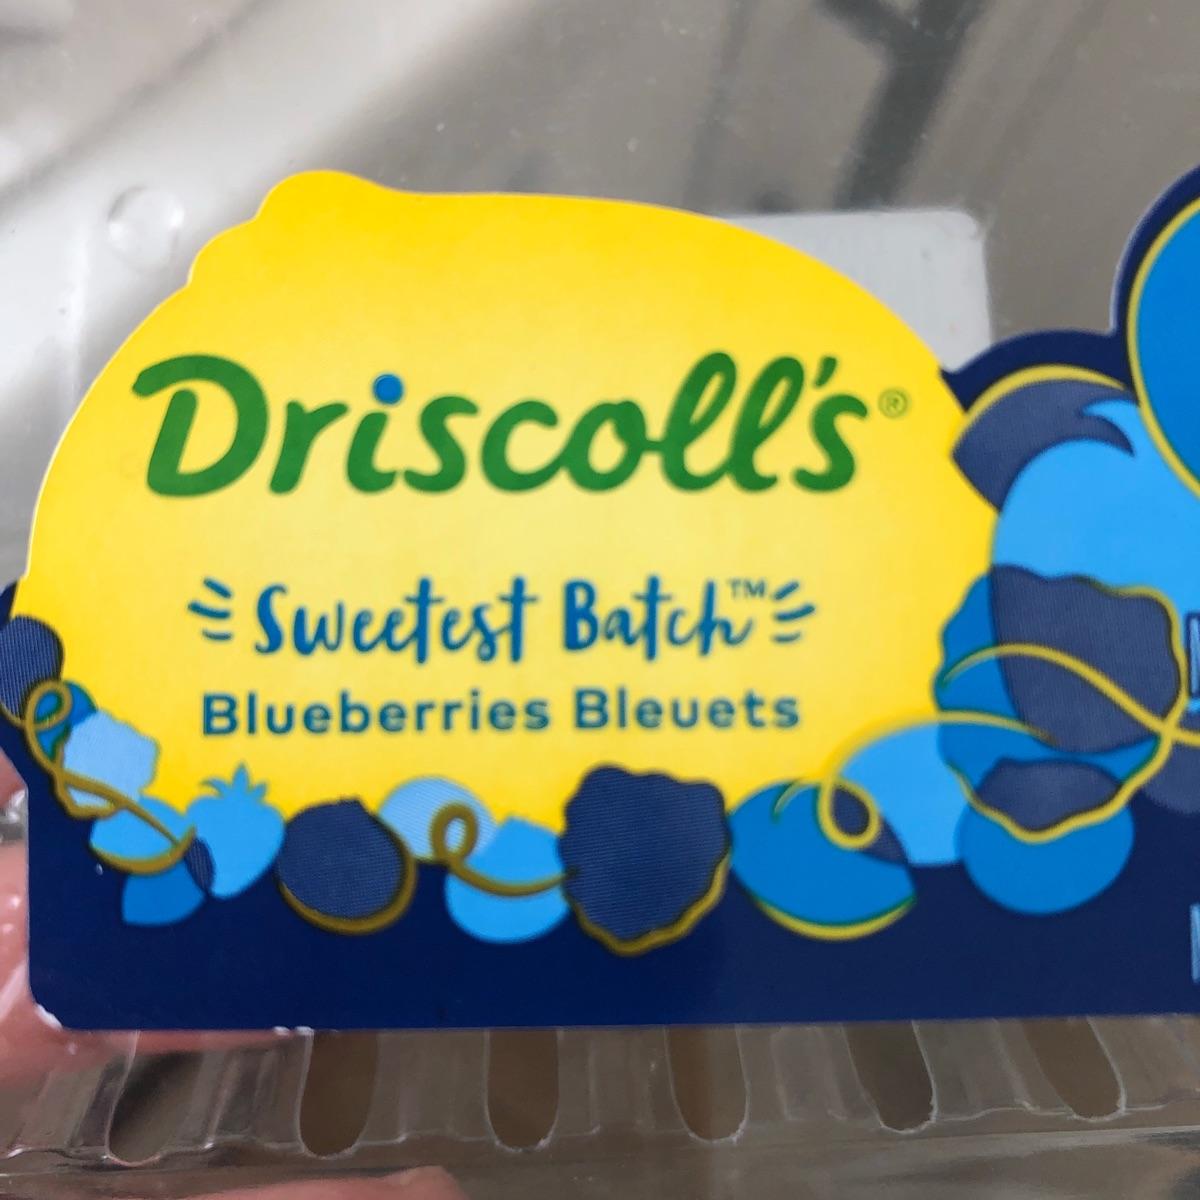 Driscoll's®
Sweetest Batch™
Blueberries Bleuets